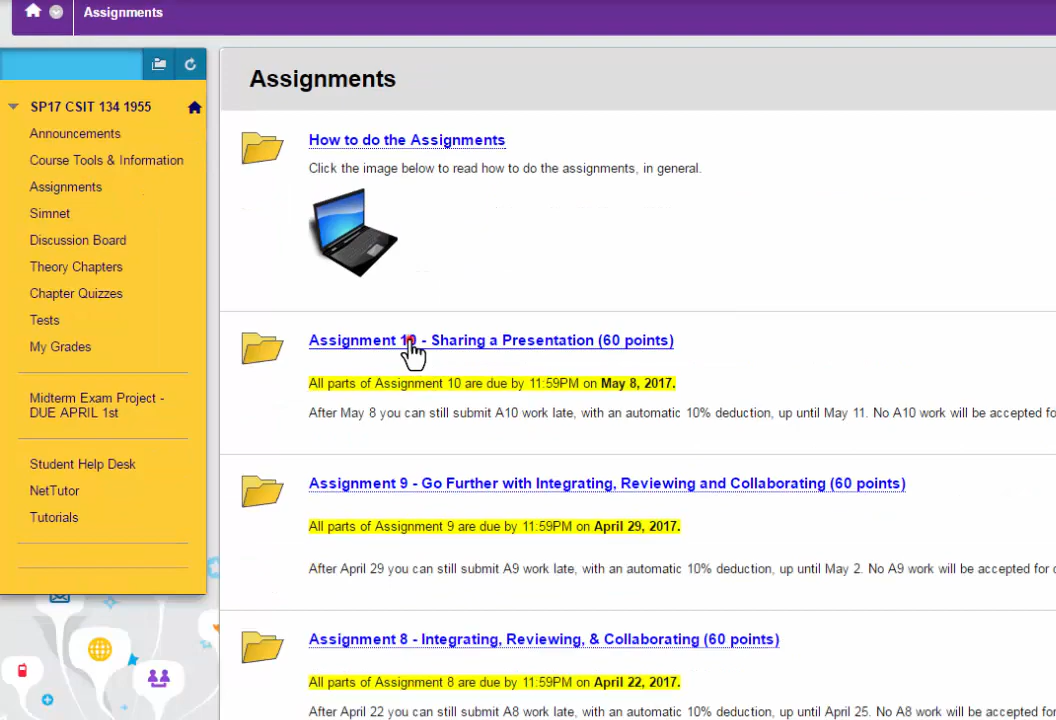 Assignments
SP17 CSIT 134 1955
Announcements
Course Tools & Information
Assignments
Simnet
Discussion Board
Theory Chapters
Chapter Quizzes
Tests
My Grades
Midterm Exam Project -
DUE APRIL 1st
Student Help Desk
NetTutor
Tutorials
Assignments
How to do the Assignments
Click the image below to read how to do the assignments, in general.
Assignment 10 - Sharing a Presentation (60 points)
All parts of Assignment 10 are due by 11:59PM on May 8, 2017.
After May 8 you can still submit A10 work late, with an automatic 10% deduction, up until May 11. No A10 work will be accepted fo
Assignment 9 - Go Further with Integrating, Reviewing and Collaborating (60 points)
All parts of Assignment 9 are due by 11:59PM on April 29, 2017.
After April 29 you can still submit A9 work late, with an automatic 10% deduction, up until May 2. No A9 work will be accepted for
Assignment 8 - Integrating, Reviewing, & Collaborating (60 points)
All parts of Assignment 8 are due by 11:59PM on April 22, 2017.
After April 22 you can still submit A8 work late, with an automatic 10% deduction, up until April 25. No A8 work will be accepted for